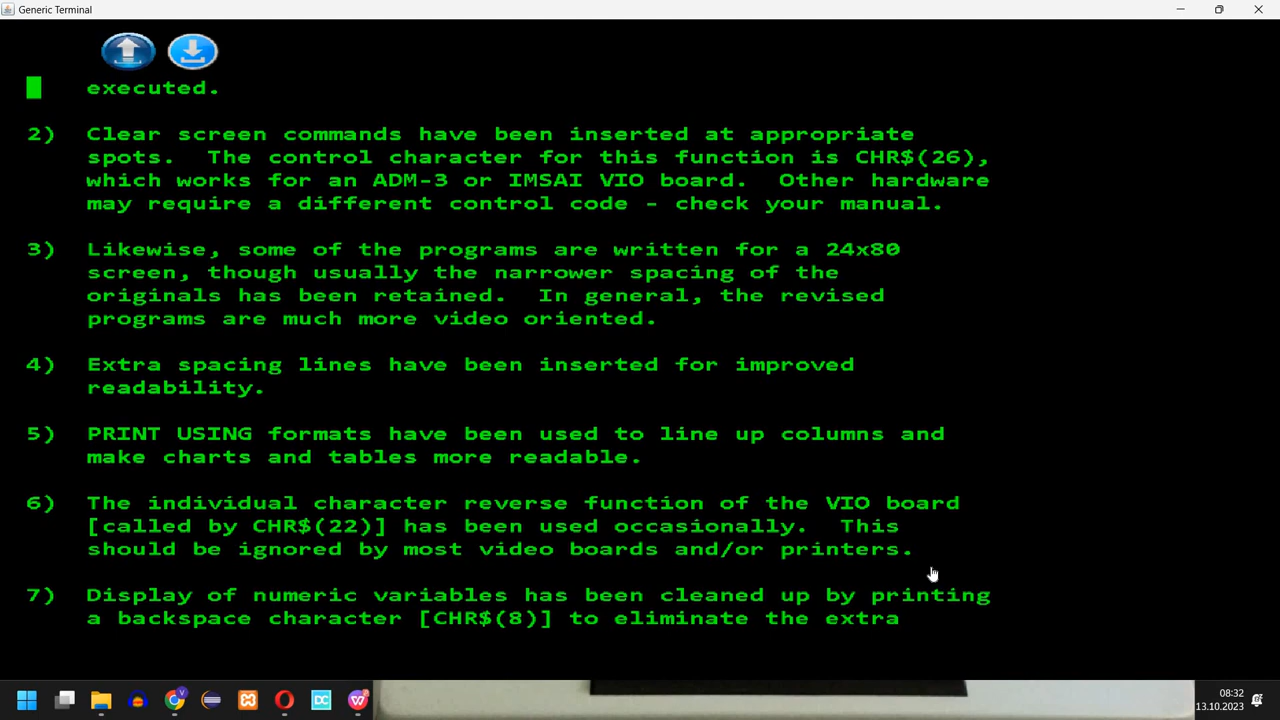 Generic Terminal
executed.
2) Clear screen commands have been inserted at appropriate
spots. The control character for this function is CHR$(26),
which works for an ADM-3 or IMSAI VIO board. Other hardware
may require a different control code - check your manual.
3) Likewise, some of the programs are written for a 24x80
screen, though usually the narrower spacing of the
originals has been retained. In general, the revised
programs are much more video oriented.
4) Extra spacing lines have been inserted for improved
readability.
5) PRINT USING formats have been used to line up columns and
make charts and tables more readable.
6) The individual character reverse function of the VIO board
[called by CHR$(22)] has been used occasionally. This
should be ignored by most video boards and/or printers.
7) Display of numeric variables has been cleaned up by printing
a backspace character [CHR$(8)] to eliminate the extra
DC
08:32
13.10.2023